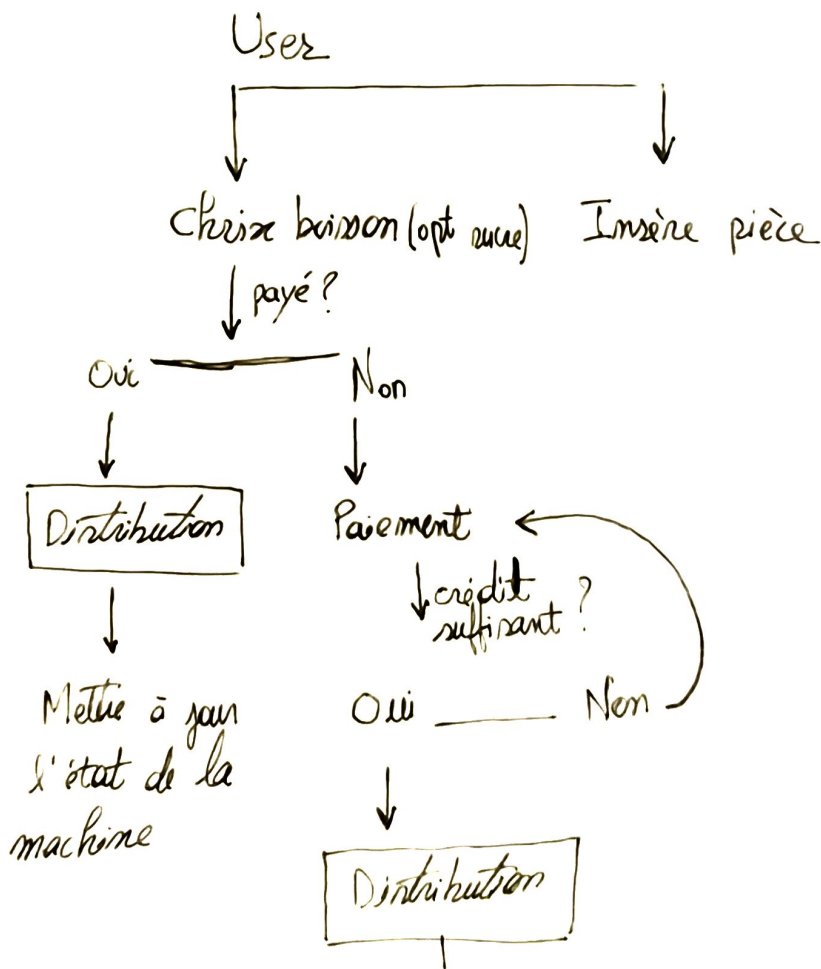 User
Choix boisson (opt sucre) Insère pièce
payé ?
Oui Non
Distribution Paiement
crédit
suffisant ?
Mettre à jour Oui Non
l'état de la
machine
Distribution